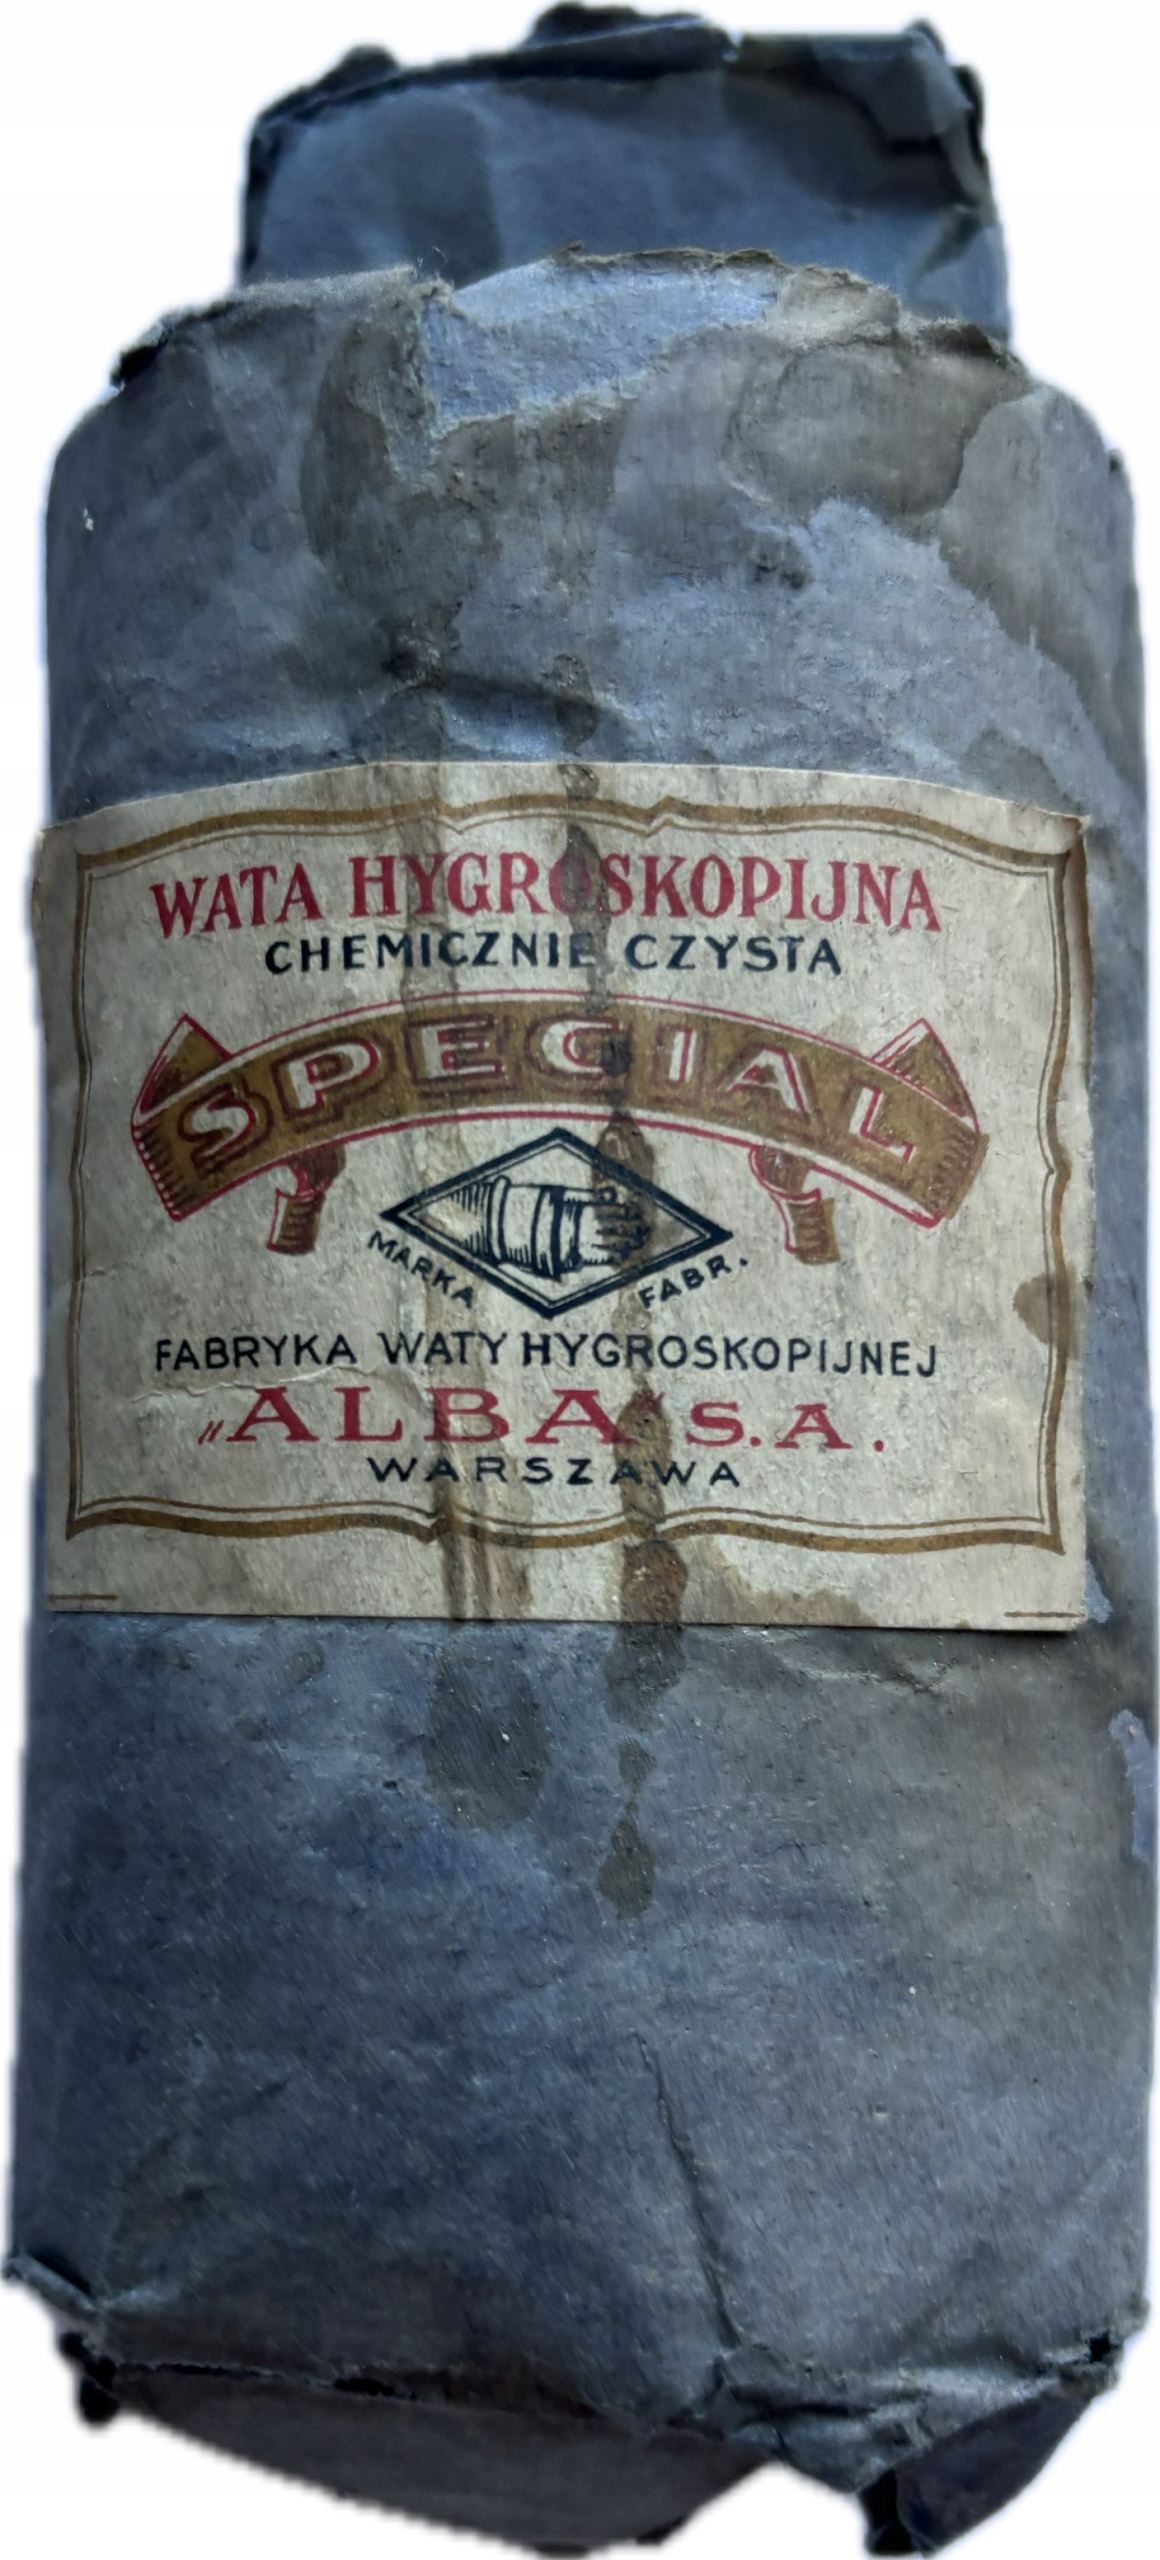 WATA HYGROSKOPIJNA
CHEMICZNIE CZYSTA
SPECIAL
MARKA FABR.
FABRYKA WATY HYGROSKOPIJNEJ
„ALBA" S.A.
WARSZAWA